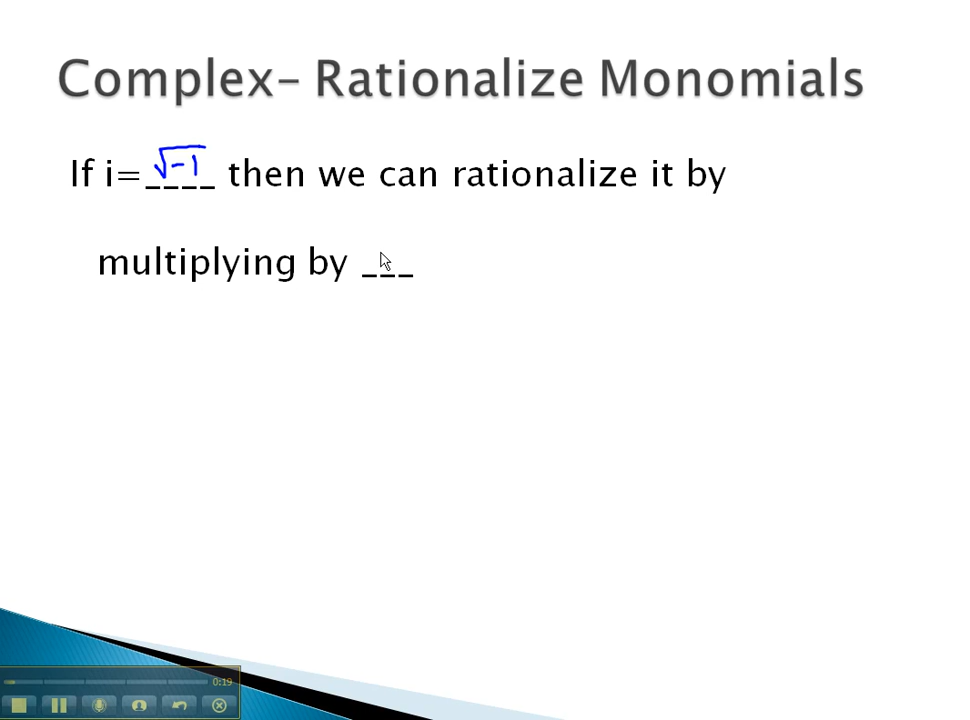 Complex– Rationalize Monomials
If i=√-1 then we can rationalize it by
multiplying by ___
0:19